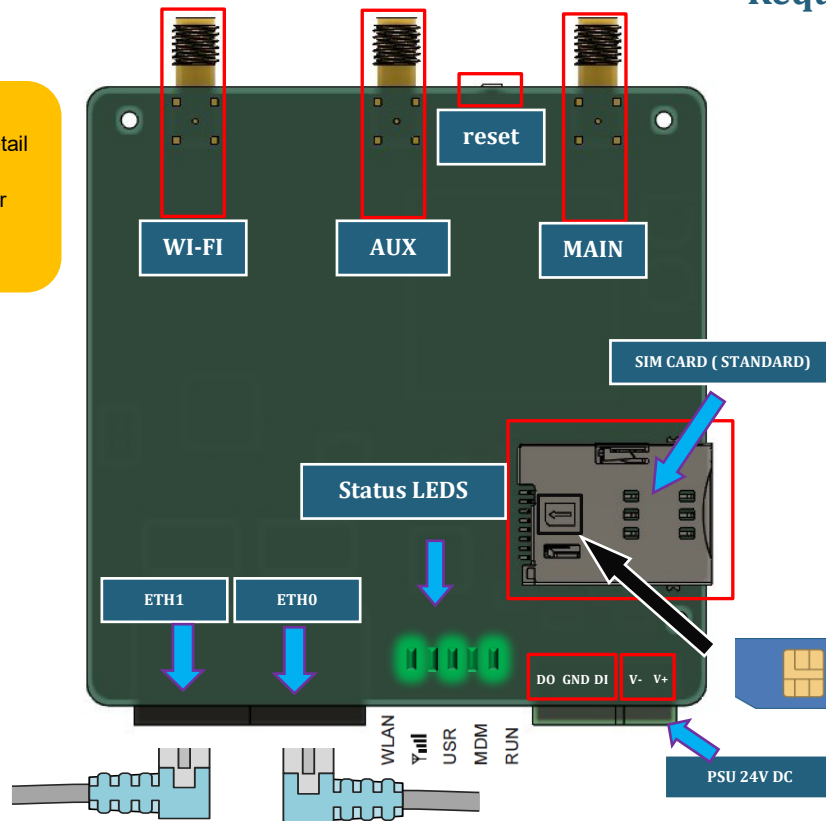 reset
WI-FI
AUX
MAIN
SIM CARD ( STANDARD)
Status LEDS
ETH1
ETH0
DO GND DI
V- V+
WLAN
USR
MDM
RUN
PSU 24V DC